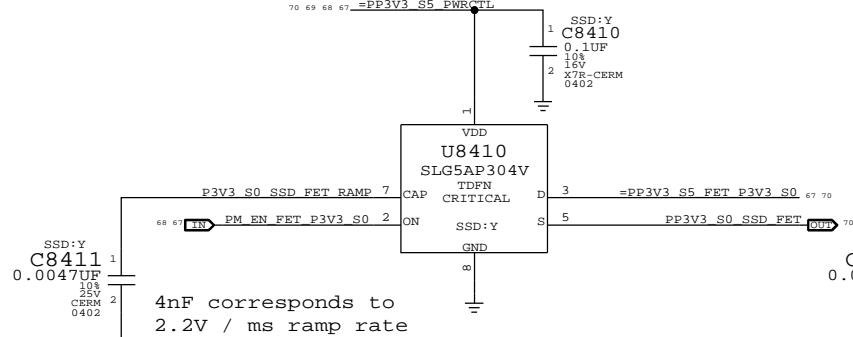 70 69 68 67 =PP3V3_S5_PWRCTL
SSD:Y
1 C8410
0.1UF
10%
16V
2 X7R-CERM
0402
1
VDD
U8410
SLG5AP304V
TDFN
CRITICAL
P3V3_S0_SSD_FET_RAMP 7 CAP
D 3 =PP3V3_S5_FET_P3V3_S0 67 70
68 67 IN PM_EN_FET_P3V3_S0 2 ON
SSD:Y
S 5 PP3V3_S0_SSD_FET OUT 70
GND
8
SSD:Y
C8411 1
0.0047UF
10%
25V
CERM 2
0402
4nF corresponds to
2.2V / ms ramp rate
C
0.0